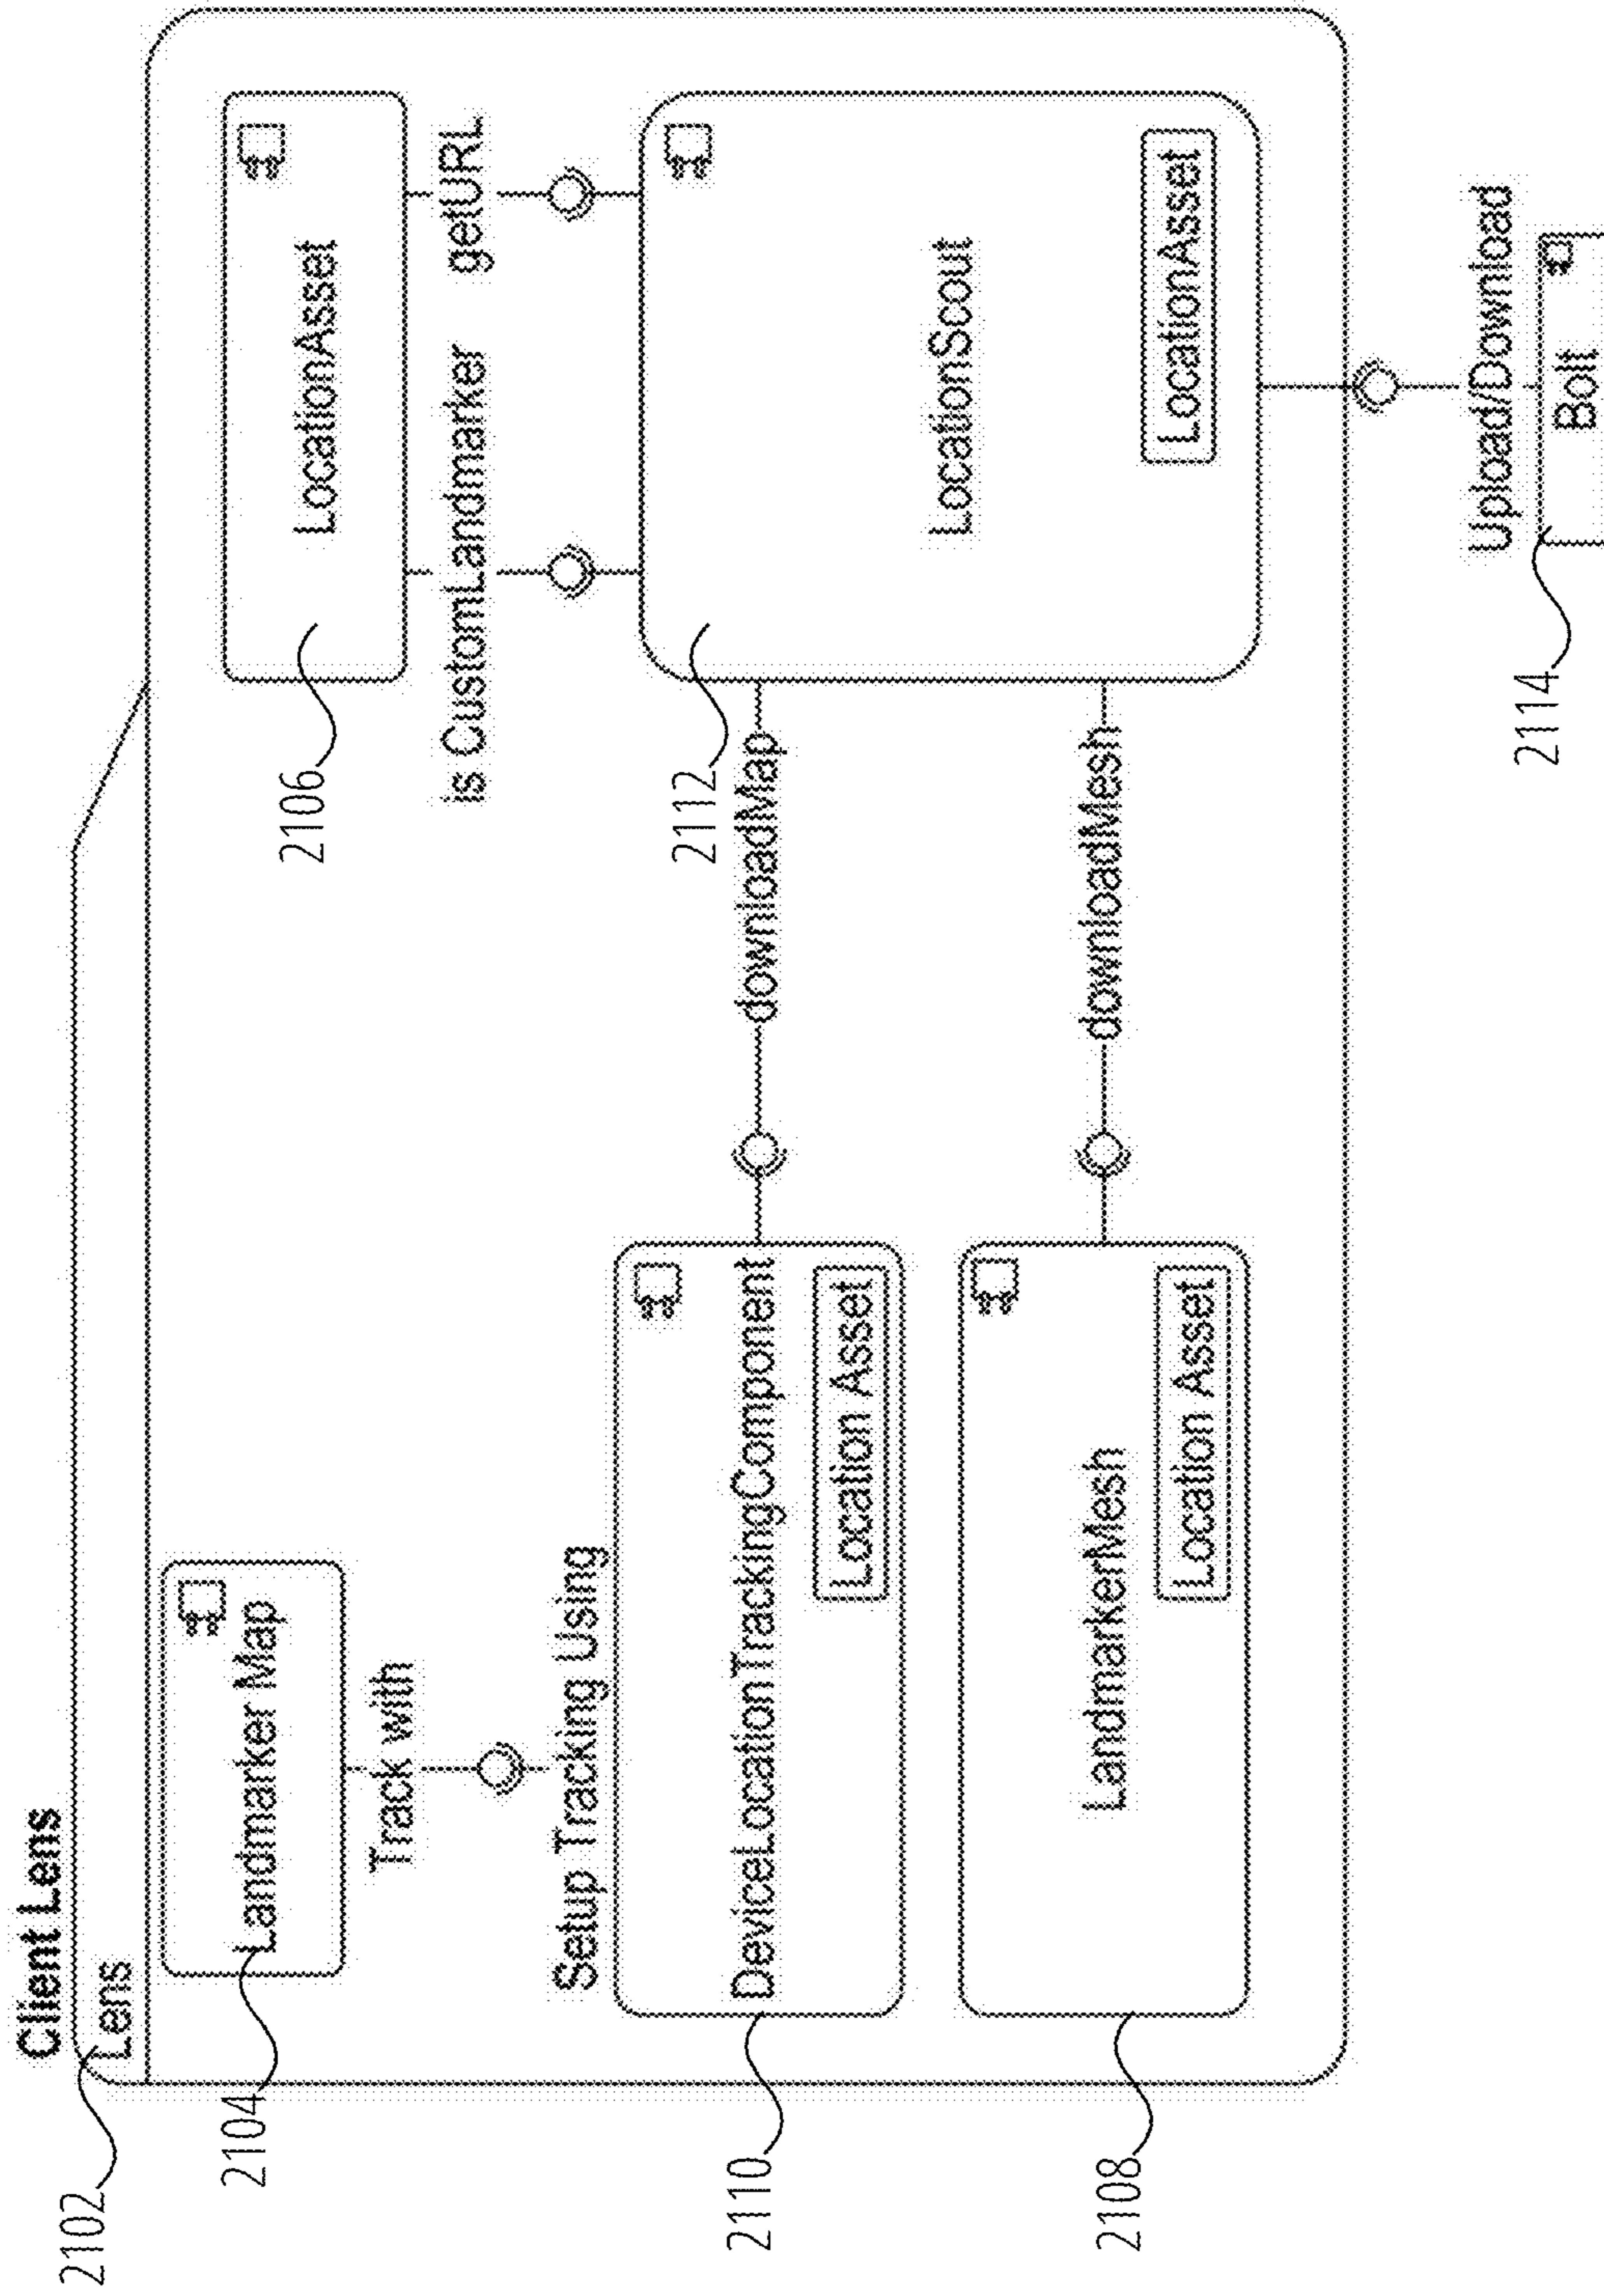 Client Lens
2102
Lens
2104
Landmarker Map
Track with
Setup Tracking Using
2110
DeviceLocationTrackingComponent
Location Asset
2108
LandmarkerMesh
Location Asset
downloadMap
downloadMesh
2106
LocationAsset
is CustomLandmarker
getURL
2112
LocationScout
LocationAsset
Upload/Download
2114
Bolt